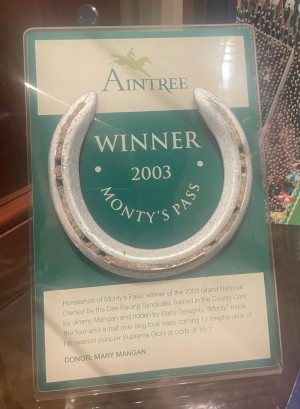 AINTREE
WINNER
• 2003 •
MONTY'S PASS
Horseshoe of Monty's Pass, winner of the 2003 Grand National.
Owned by the Dee Racing Syndicate, trained in the County Cork
by Jimmy Mangan and ridden by Barry Geraghty, "Monty" made
the four-and-a-half mile slog look easy, coming 12 lengths clear of
his nearest pursuer Supreme Glory at odds of 16-1.
DONOR: MARY MANGAN